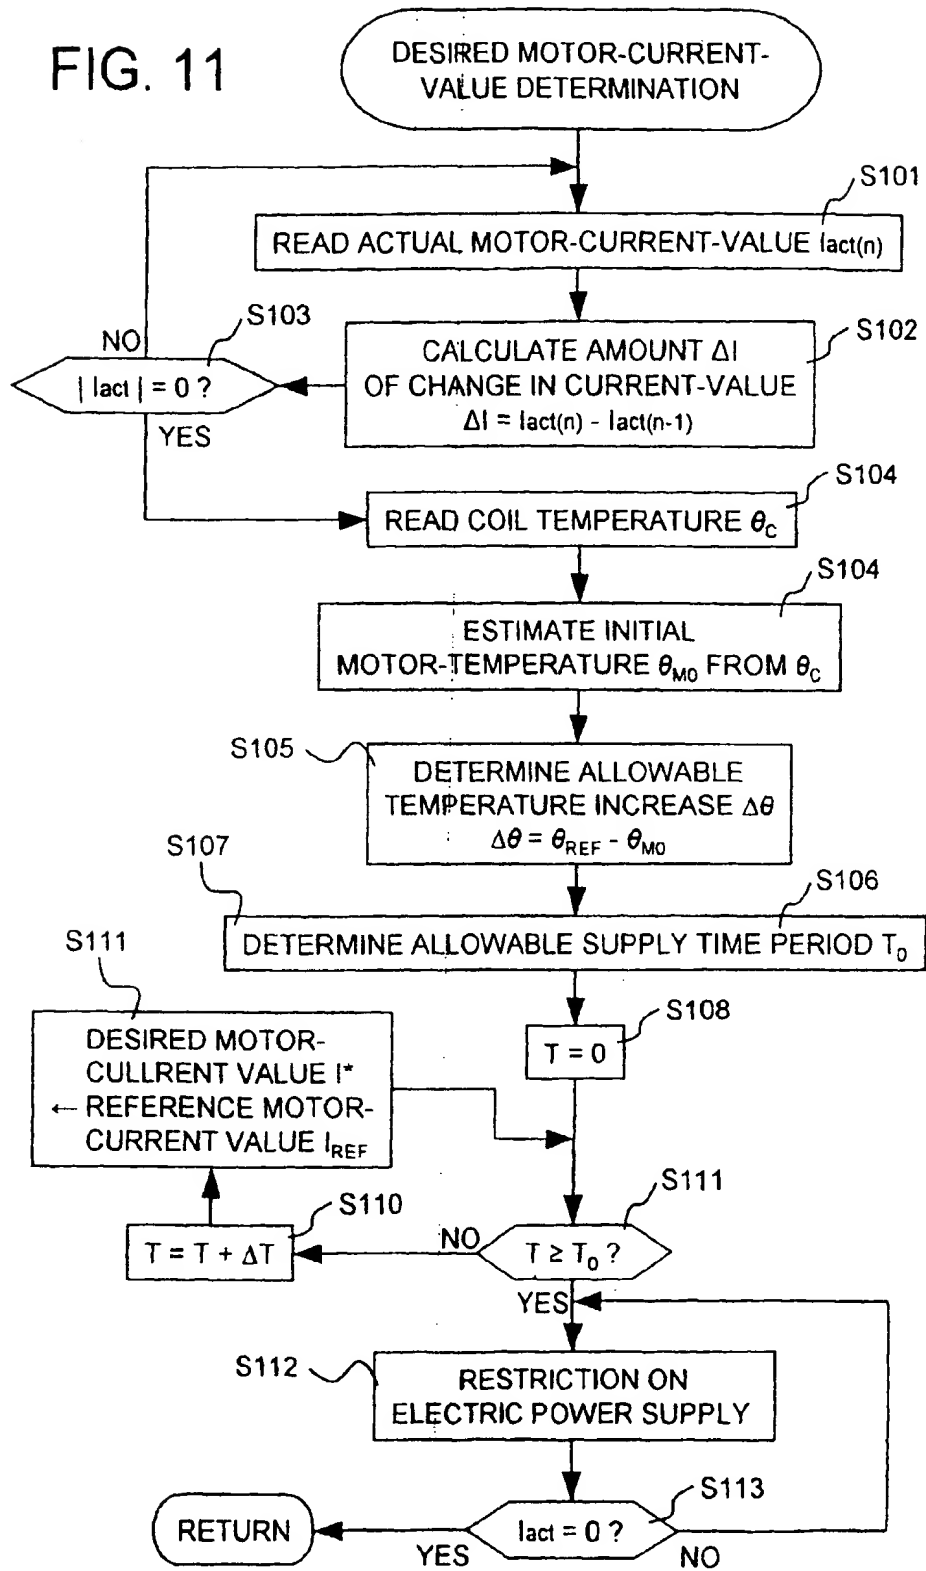 FIG. 11
DESIRED MOTOR-CURRENT-
VALUE DETERMINATION
S101
READ ACTUAL MOTOR-CURRENT-VALUE Iact(n)
S102
CALCULATE AMOUNT ΔI
OF CHANGE IN CURRENT-VALUE
ΔI = Iact(n) - Iact(n-1)
S103
NO
| Iact | = 0 ?
YES
S104
READ COIL TEMPERATURE θC
S104
ESTIMATE INITIAL
MOTOR-TEMPERATURE θM0 FROM θC
S105
DETERMINE ALLOWABLE
TEMPERATURE INCREASE Δθ
Δθ = θREF - θM0
S107
S106
DETERMINE ALLOWABLE SUPPLY TIME PERIOD T0
S108
T = 0
S111
DESIRED MOTOR-
CULLRENT VALUE I*
← REFERENCE MOTOR-
CURRENT VALUE IREF
S110
T = T + ΔT
S111
NO
T ≥ T0 ?
YES
S112
RESTRICTION ON
ELECTRIC POWER SUPPLY
S113
Iact = 0 ?
YES
NO
RETURN